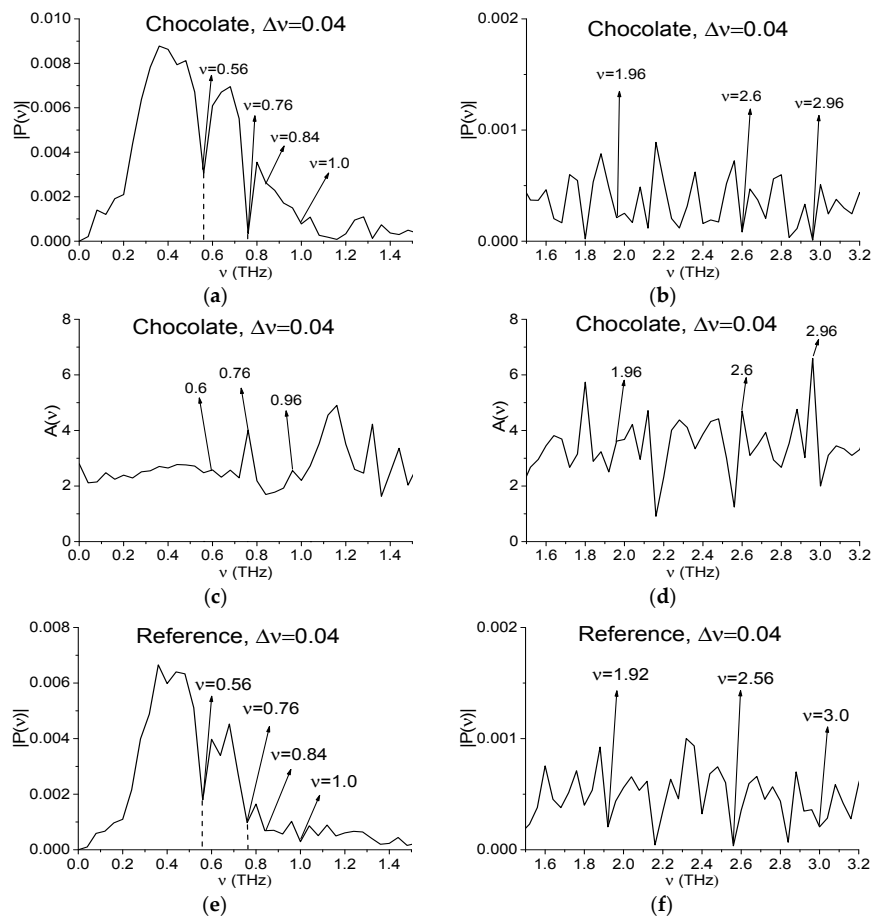 Chocolate, Δν=0.04
0.010
0.008
0.006
0.004
0.002
0.000
|P(ν)|
ν=0.56
ν=0.76
ν=0.84
ν=1.0
0.0 0.2 0.4 0.6 0.8 1.0 1.2 1.4
ν (THz)
(a)
Chocolate, Δν=0.04
0.002
0.001
0.000
|P(ν)|
ν=1.96
ν=2.6
ν=2.96
1.6 1.8 2.0 2.2 2.4 2.6 2.8 3.0 3.2
ν (THz)
(b)
Chocolate, Δν=0.04
8
6
4
2
0
A(ν)
0.6
0.76
0.96
0.0 0.2 0.4 0.6 0.8 1.0 1.2 1.4
ν (THz)
(c)
Chocolate, Δν=0.04
8
6
4
2
0
A(ν)
1.96
2.6
2.96
1.6 1.8 2.0 2.2 2.4 2.6 2.8 3.0 3.2
ν (THz)
(d)
Reference, Δν=0.04
0.008
0.006
0.004
0.002
0.000
|P(ν)|
ν=0.56
ν=0.76
ν=0.84
ν=1.0
0.0 0.2 0.4 0.6 0.8 1.0 1.2 1.4
ν (THz)
(e)
Reference, Δν=0.04
0.002
0.001
0.000
|P(ν)|
ν=1.92
ν=2.56
ν=3.0
1.6 1.8 2.0 2.2 2.4 2.6 2.8 3.0 3.2
ν (THz)
(f)